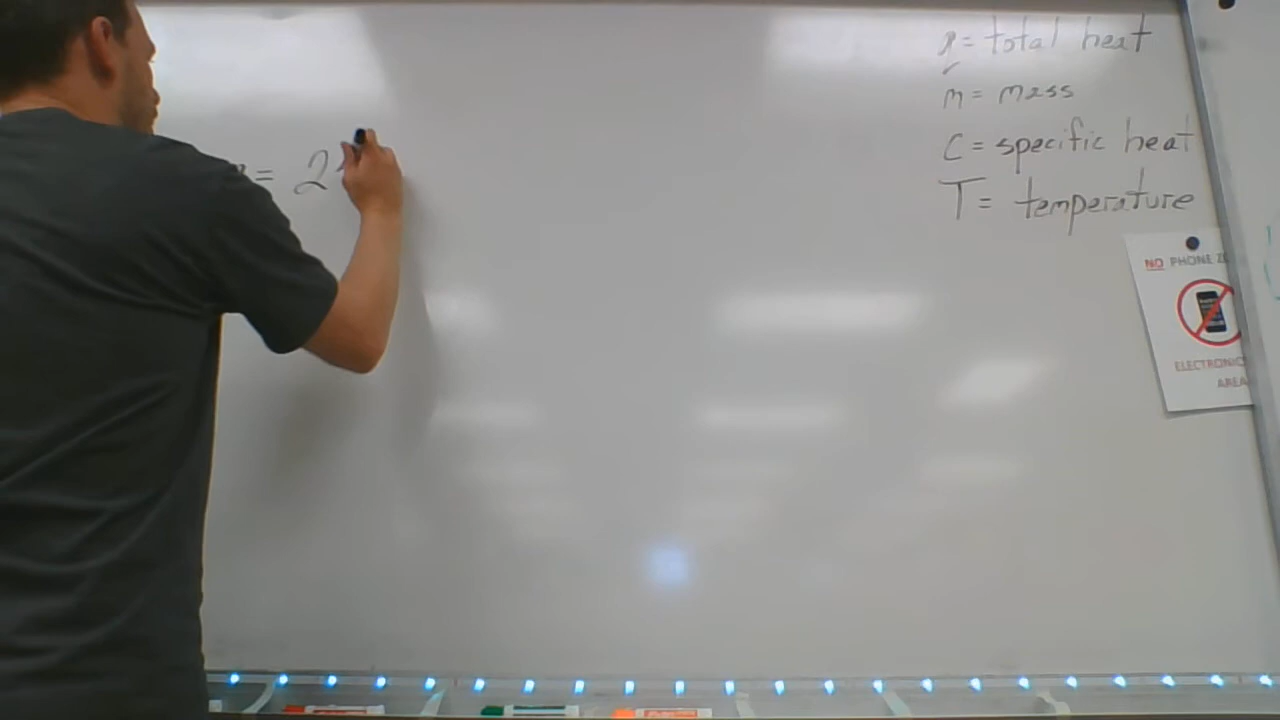 q = total heat
m = mass
c = specific heat
T = temperature
= 2
NO PHONE
ELECTRONIC
AREA